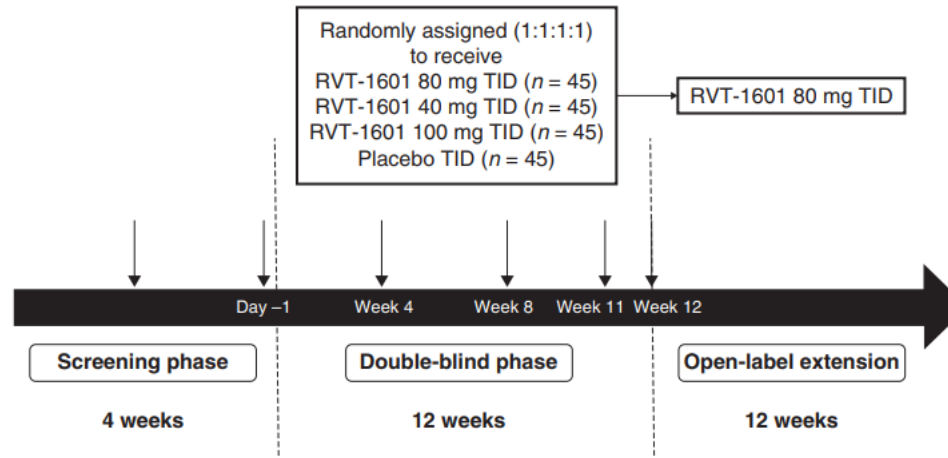 Randomly assigned (1:1:1:1)
to receive
RVT-1601 80 mg TID (n = 45)
RVT-1601 40 mg TID (n = 45)
RVT-1601 100 mg TID (n = 45)
Placebo TID (n = 45)
RVT-1601 80 mg TID
Day –1
Week 4
Week 8
Week 11
Week 12
Screening phase
Double-blind phase
Open-label extension
4 weeks
12 weeks
12 weeks